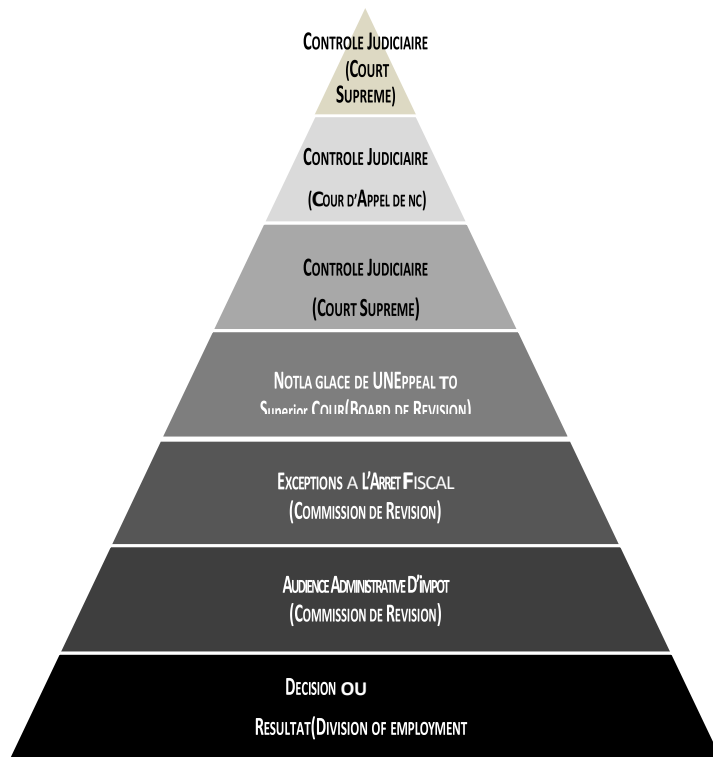 CONTROLE JUDICIAIRE
(COURT
SUPREME)
CONTROLE JUDICIAIRE
(COUR D'APPEL DE NC)
CONTROLE JUDICIAIRE
(COURT SUPREME)
NOTLA GLACE DE UNEPPEAL TO
Superior COUR(BOARD DE REVISION)
EXCEPTIONS A L'ARRET FISCAL
(COMMISSION DE REVISION)
AUDIENCE ADMINISTRATIVE D'IMPOT
(COMMISSION DE REVISION)
DECISION OU
RESULTAT(DIVISION OF EMPLOYMENT